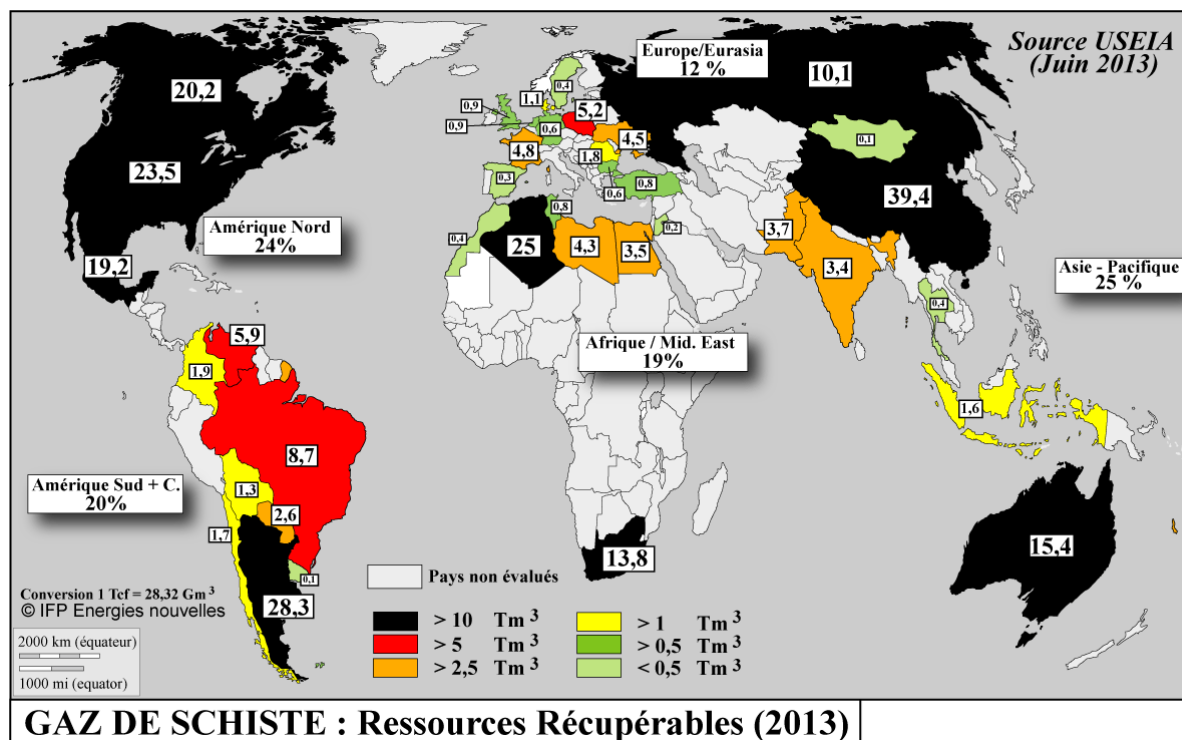 Source USEIA
(Juin 2013)
Europe/Eurasia
12 %
20,2
10,1
0,4
1,1
0,9
0,9
5,2
0,6
4,5
4,8
0,1
23,5
1,8
0,3
0,6
0,8
39,4
Amérique Nord
24%
0,8
0,2
3,7
0,4
25
4,3
3,5
19,2
3,4
Asie - Pacifique
25 %
0,4
5,9
Afrique / Mid. East
19%
1,9
1,6
8,7
Amérique Sud + C.
20%
1,3
2,6
1,7
15,4
13,8
0,1
Pays non évalués
Conversion 1 Tcf = 28,32 Gm ³
© IFP Energies nouvelles
28,3
> 10 Tm ³
> 1 Tm ³
2000 km (équateur)
> 5 Tm ³
> 0,5 Tm ³
1000 mi (equator)
> 2,5 Tm ³
< 0,5 Tm ³
GAZ DE SCHISTE : Ressources Récupérables (2013)